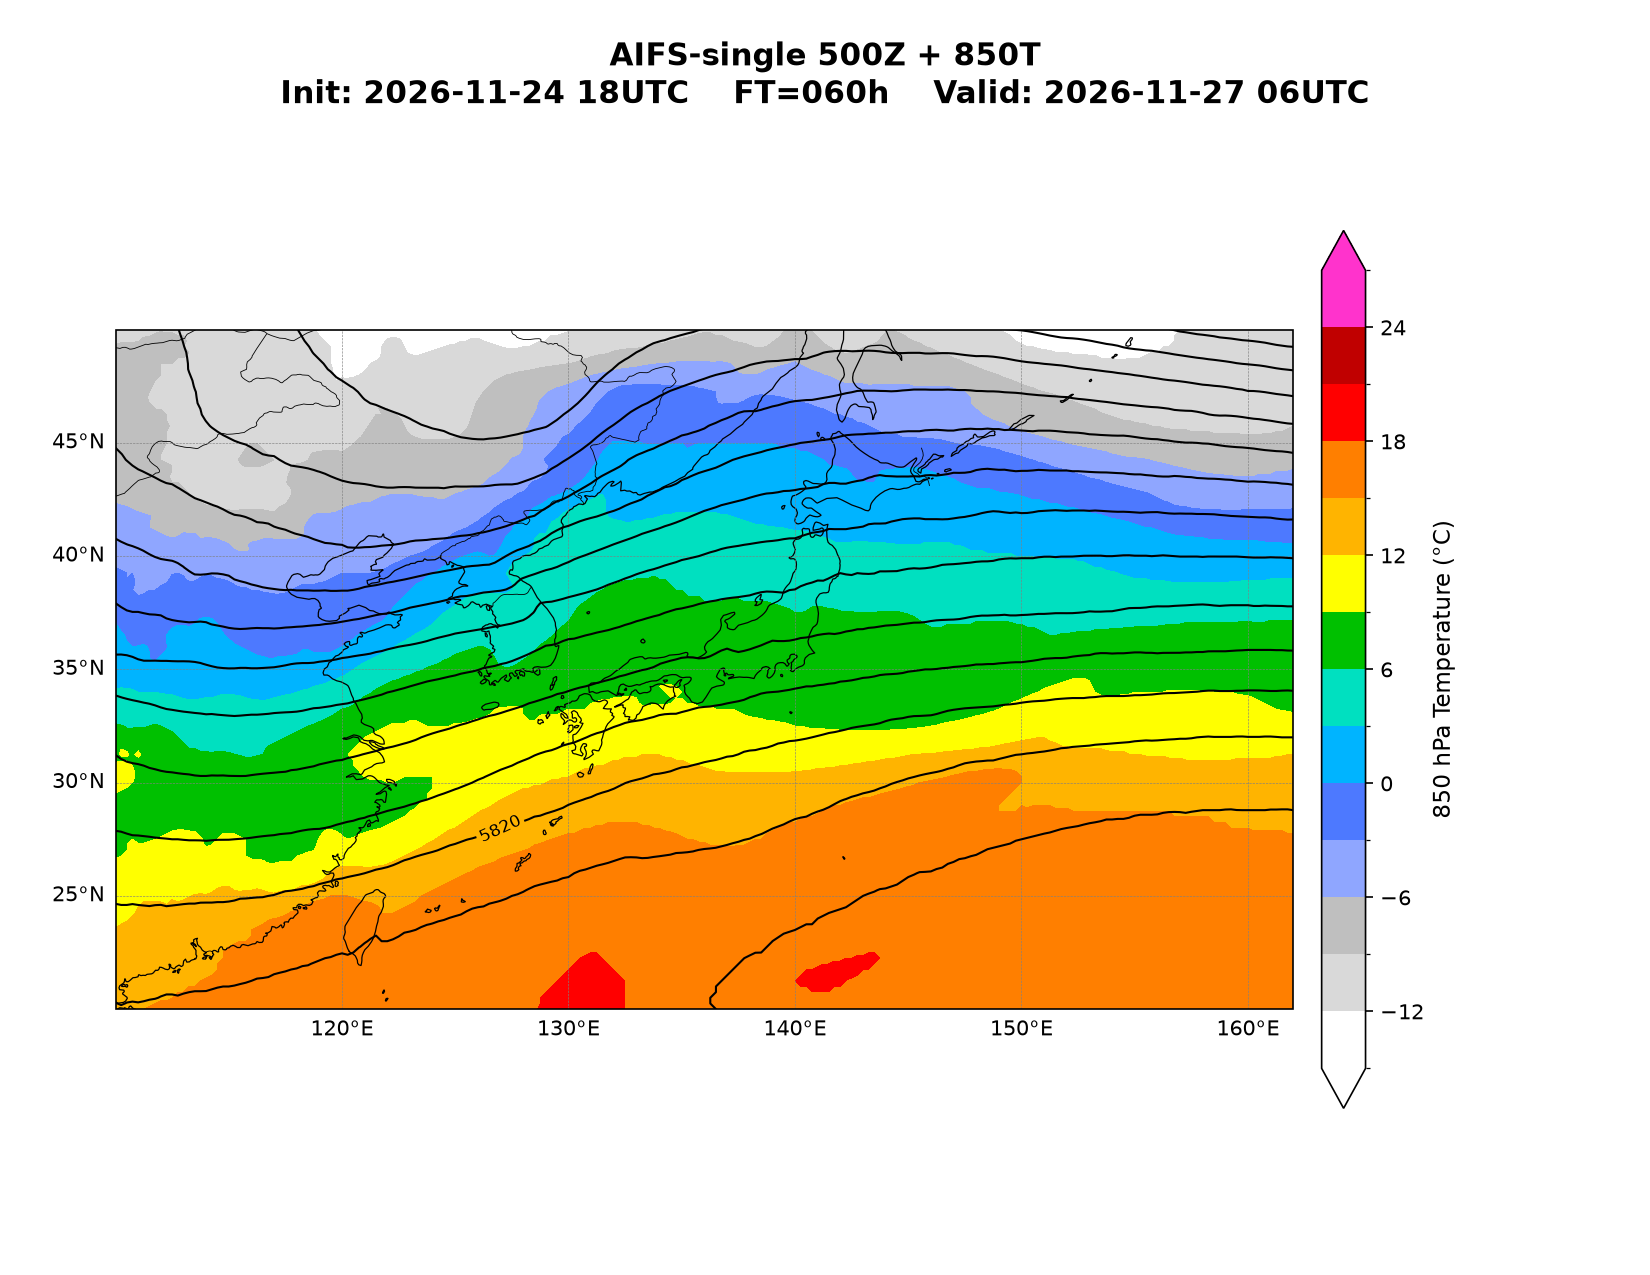 AIFS-single 500Z + 850T
Init: 2026-11-24 18UTC    FT=060h    Valid: 2026-11-27 06UTC
24
18
12
6
0
−6
−12
850 hPa Temperature (°C)
45°N
40°N
35°N
30°N
25°N
5820
120°E
130°E
140°E
150°E
160°E